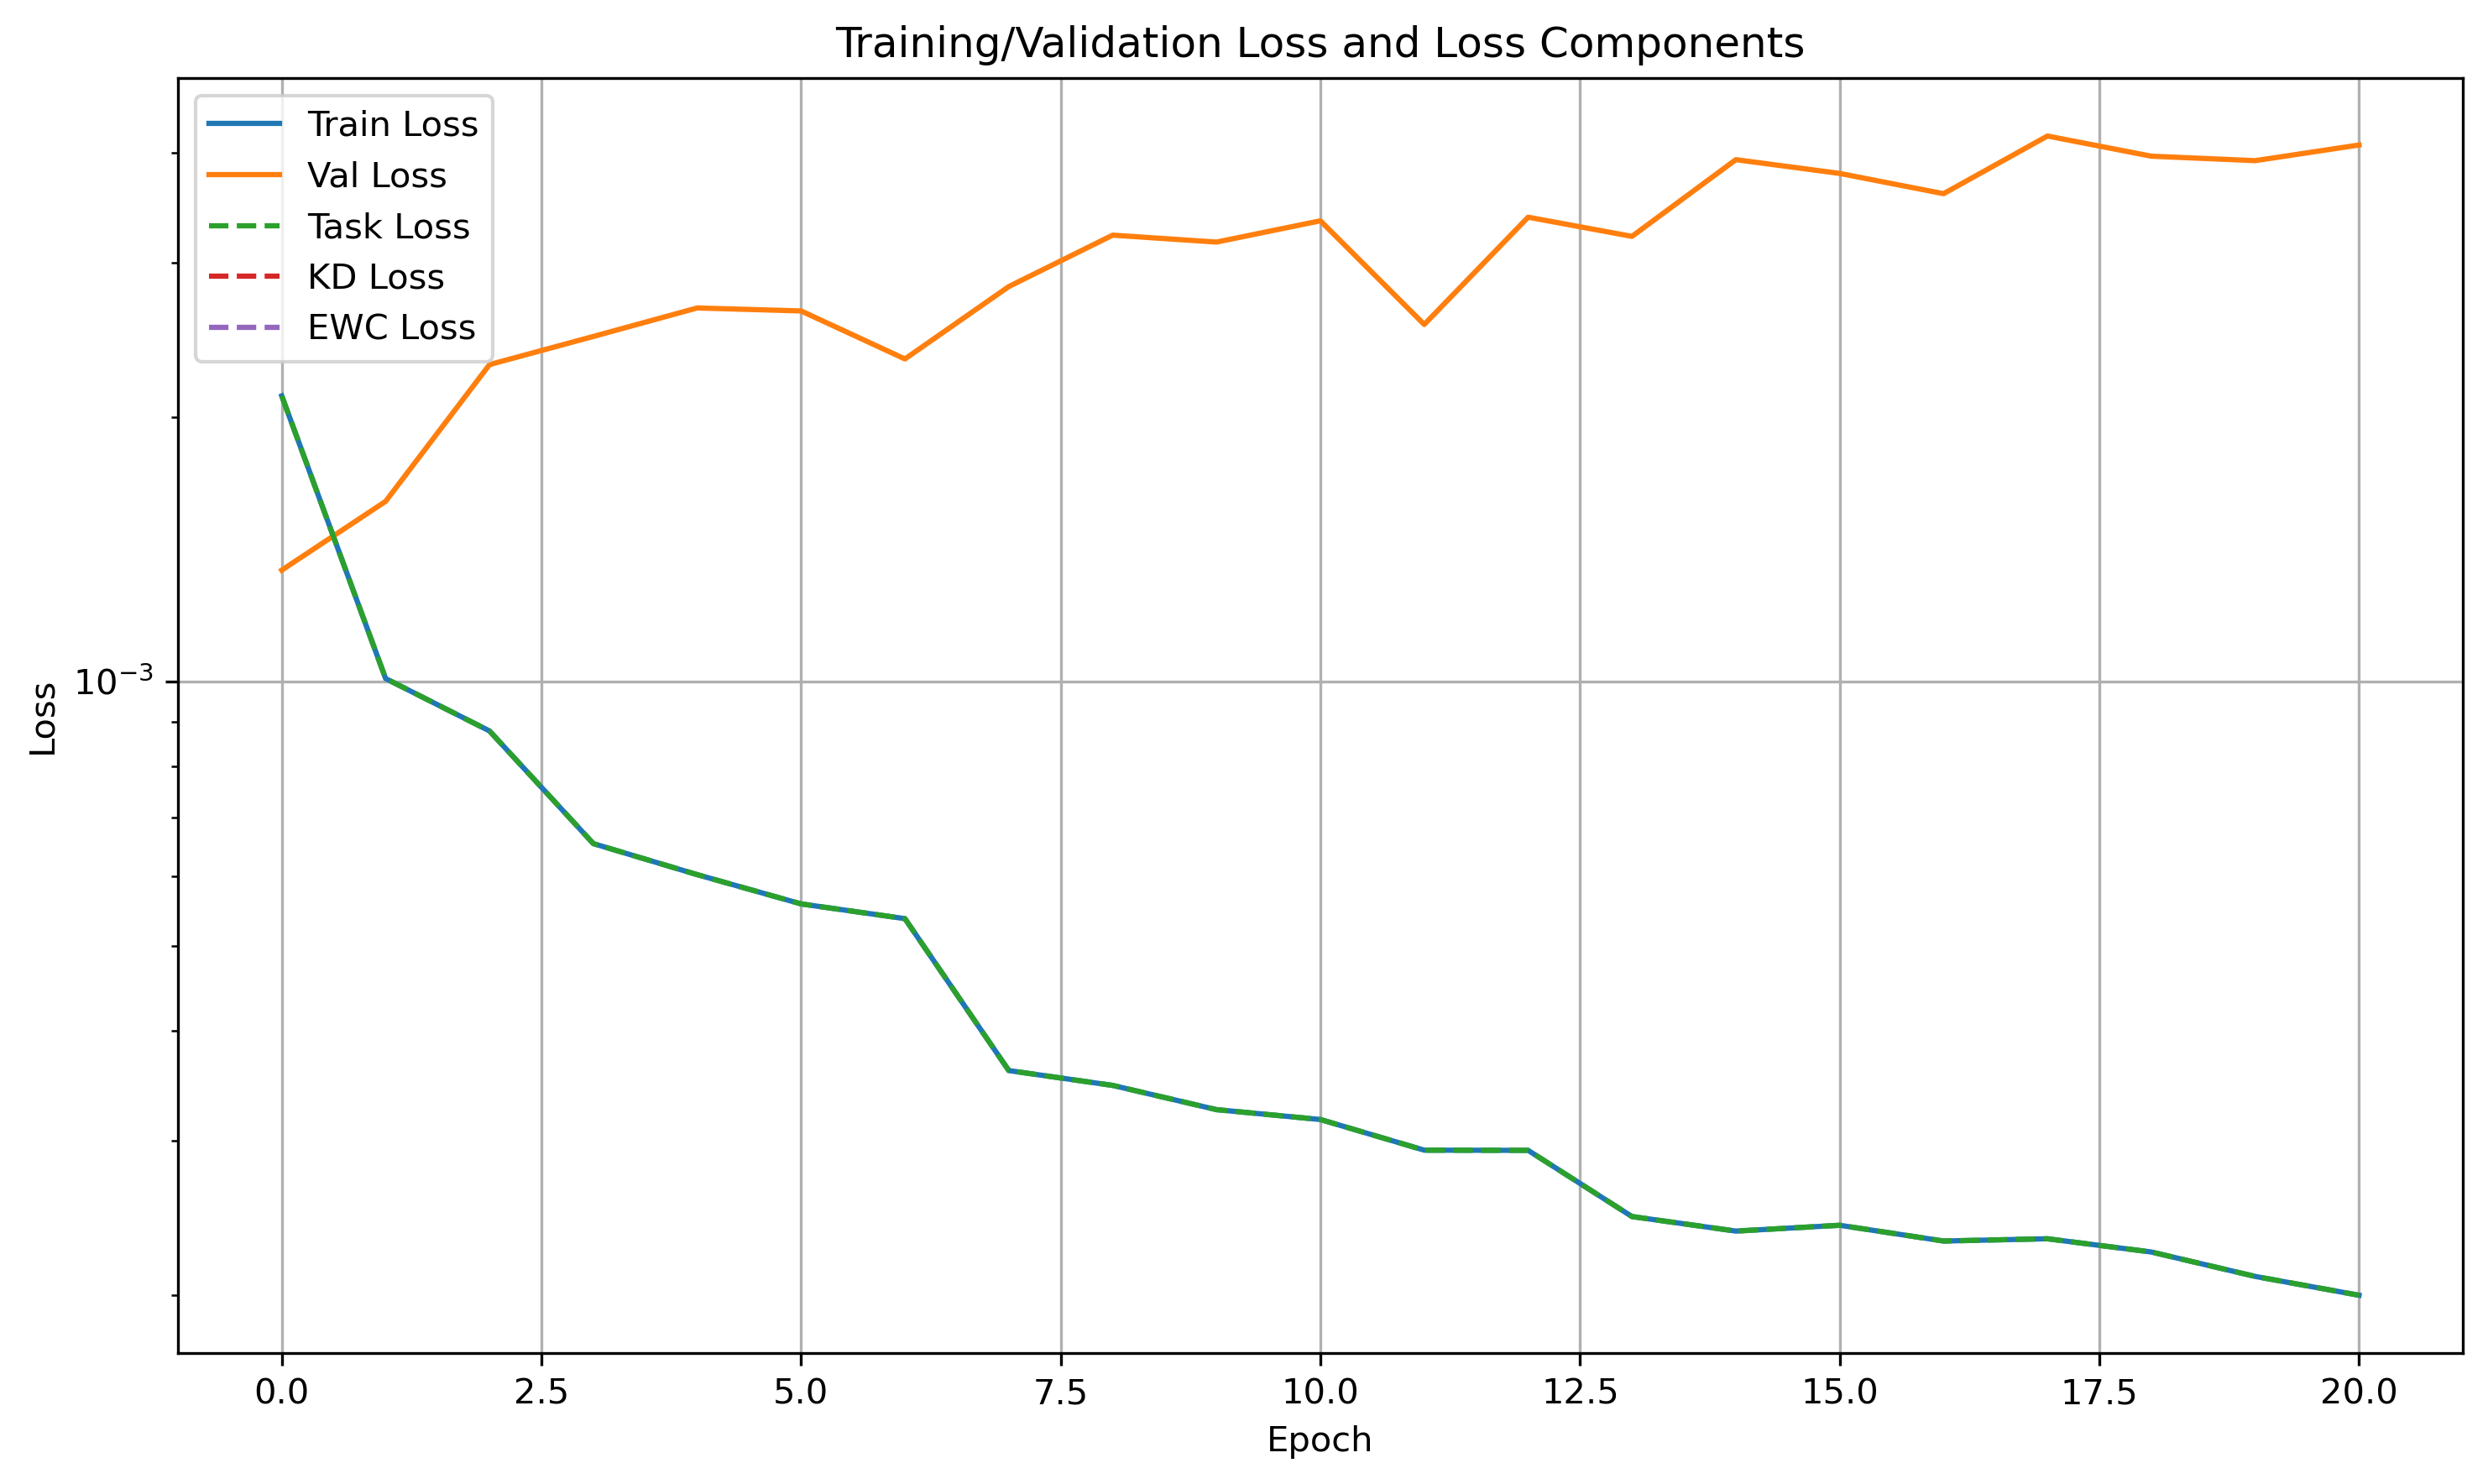 Training/Validation Loss and Loss Components
Train Loss
Val Loss
Task Loss
KD Loss
EWC Loss
Loss
10⁻³
0.0 2.5 5.0 7.5 10.0 12.5 15.0 17.5 20.0
Epoch